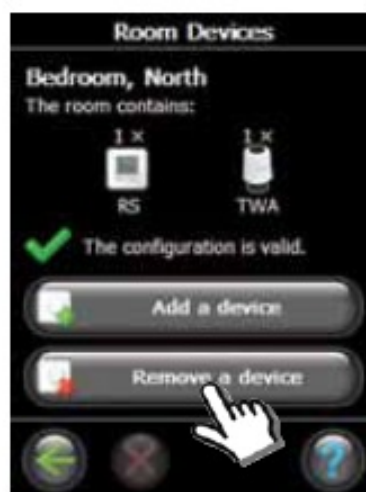 Room Devices
Bedroom, North
The room contains:
1 × 1 ×
RS TWA
The configuration is valid.
Add a device
Remove a device
?